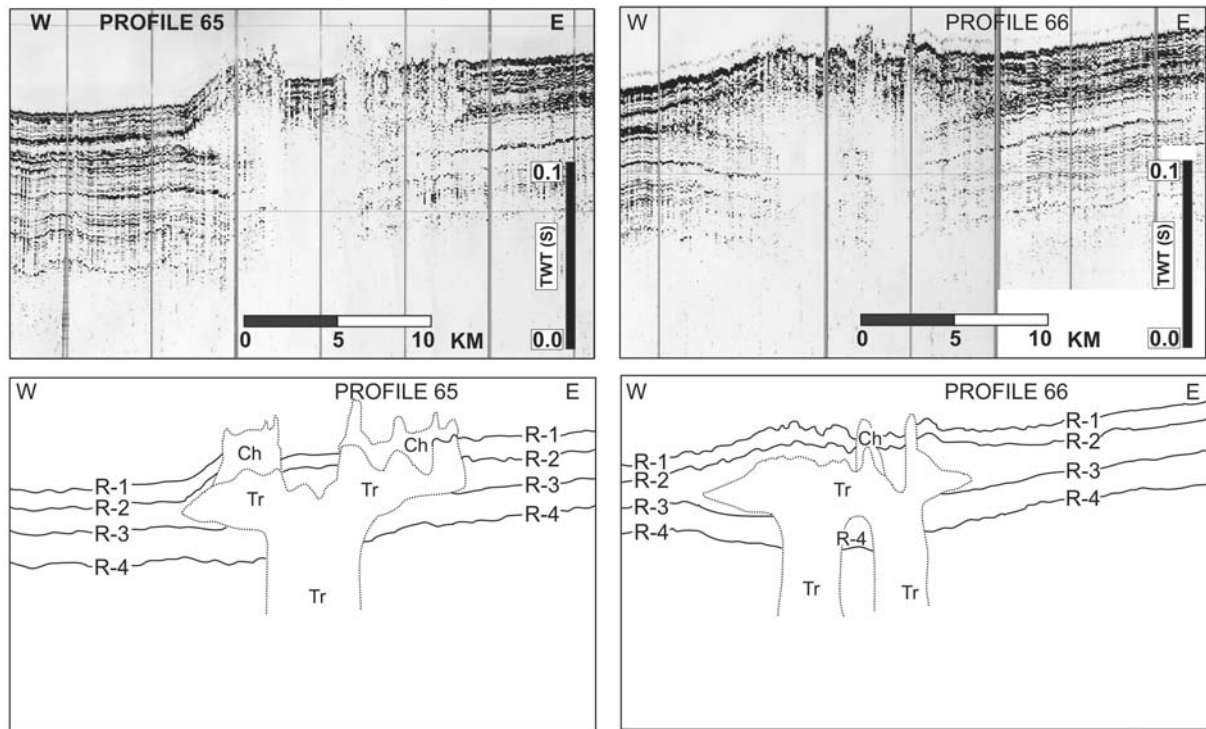 W PROFILE 65 E
0.1
TWT (S)
0.0
0 5 10 KM
W PROFILE 66 E
0.1
TWT (S)
0.0
0 5 10 KM
W PROFILE 65 E
Ch
Ch
R-1
R-2
Tr
Tr
R-3
R-4
R-1
R-2
R-3
R-4
Tr
W PROFILE 66 E
Ch
R-1
R-2
R-3
R-4
R-1
R-2
Tr
R-3
R-4
R-4
Tr
Tr